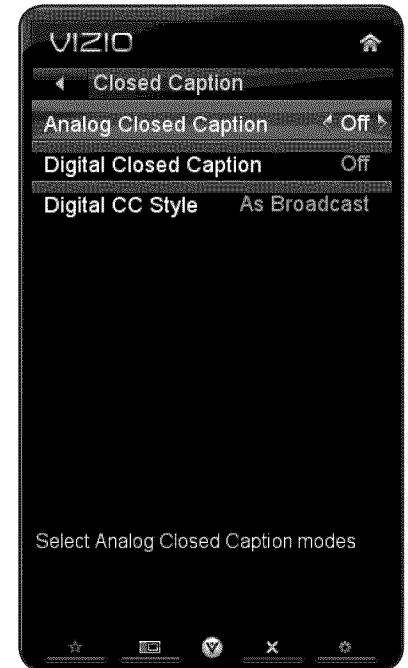 VIZIO
Closed Caption
Analog Closed Caption Off
Digital Closed Caption Off
Digital CC Style As Broadcast
Select Analog Closed Caption modes